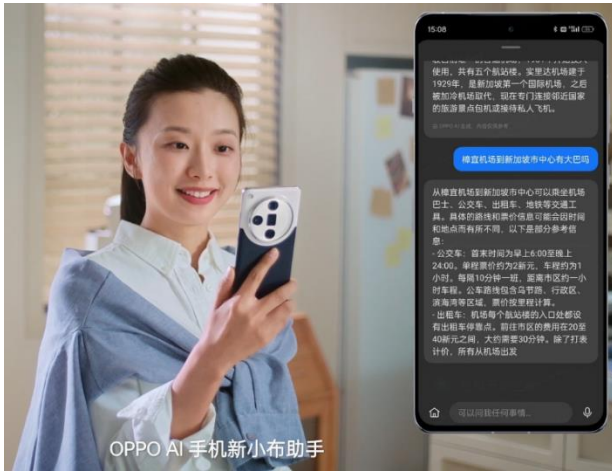 15:08
使用，共有五个航站楼。实里达机场建于
1929年，是新加坡第一个国际机场，之后
被加冷机场取代，现在专门连接邻近国家
的旅游景点包机或接待私人飞机。
樟宜机场到新加坡市中心有大巴吗
从樟宜机场到新加坡市中心可以乘坐机场
巴士、公交车、出租车、地铁等交通工
具。具体的路线和票价信息可能会因时间
和地点而有所不同，以下是部分参考信
息：
- 公交车：首末时间为早上6:00至晚上
24:00。单程票价约为2新元，车程约为1
小时。每隔10分钟一班，距离市区约一小
时车程。公车路线包含乌节路、行政区、
滨海湾等区域，票价按里程计算。
- 出租车：机场每个航站楼的入口处都设
有出租车停靠点。前往市区的费用在20至
40新元之间，大约需要30分钟。除了打表
计价，所有从机场出发
可以问我任何事情...
OPPO AI 手机新小布助手